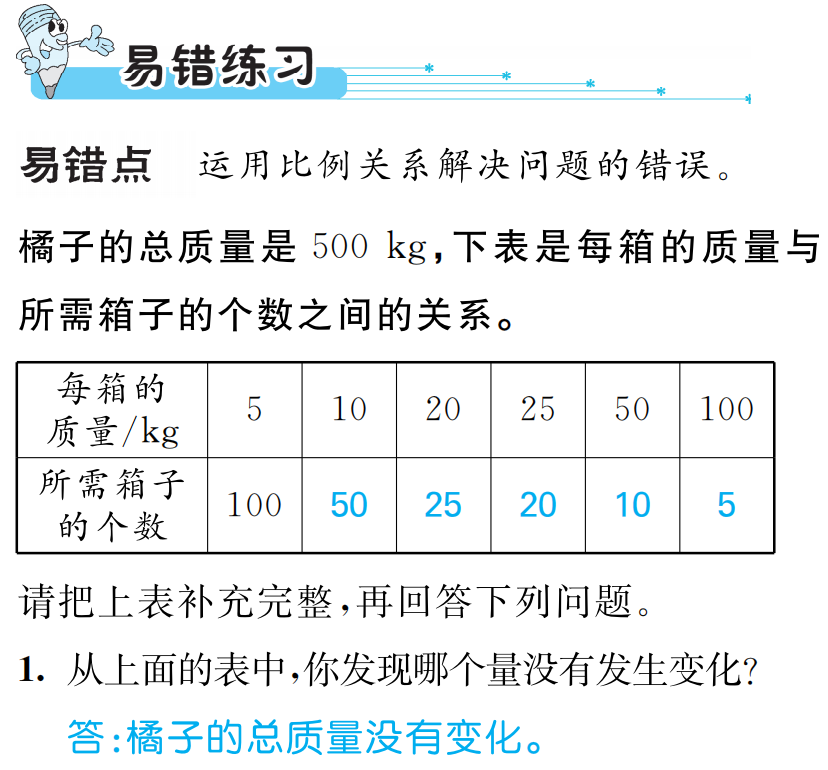 易错练习
易错点 运用比例关系解决问题的错误。
橘子的总质量是 500 kg,下表是每箱的质量与
所需箱子的个数之间的关系。
每箱的
质量/kg 5 10 20 25 50 100
所需箱子
的个数 100 50 25 20 10 5
请把上表补充完整,再回答下列问题。
1. 从上面的表中,你发现哪个量没有发生变化?
答:橘子的总质量没有变化。